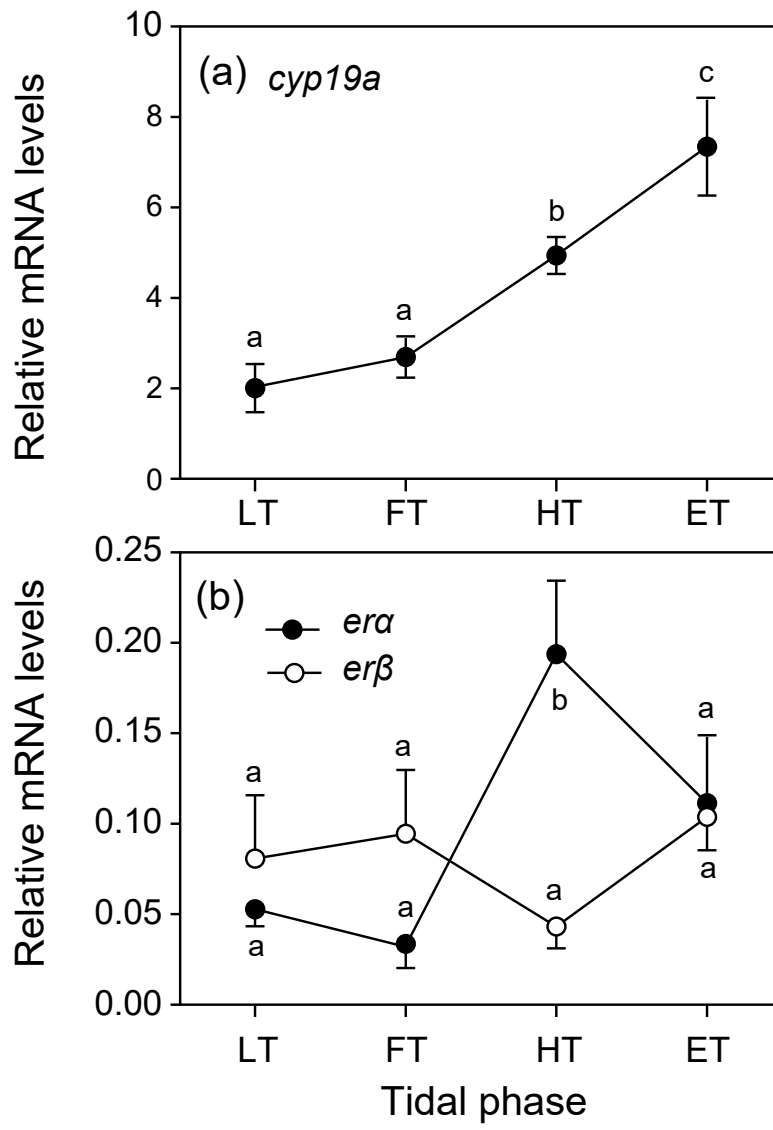 Relative mRNA levels
10
8
6
4
2
0
(a) cyp19a
a
a
b
c
LT FT HT ET
Relative mRNA levels
0.25
0.20
0.15
0.10
0.05
0.00
(b)
erα
erβ
a
a
a
a
b
a
a
a
LT FT HT ET
Tidal phase